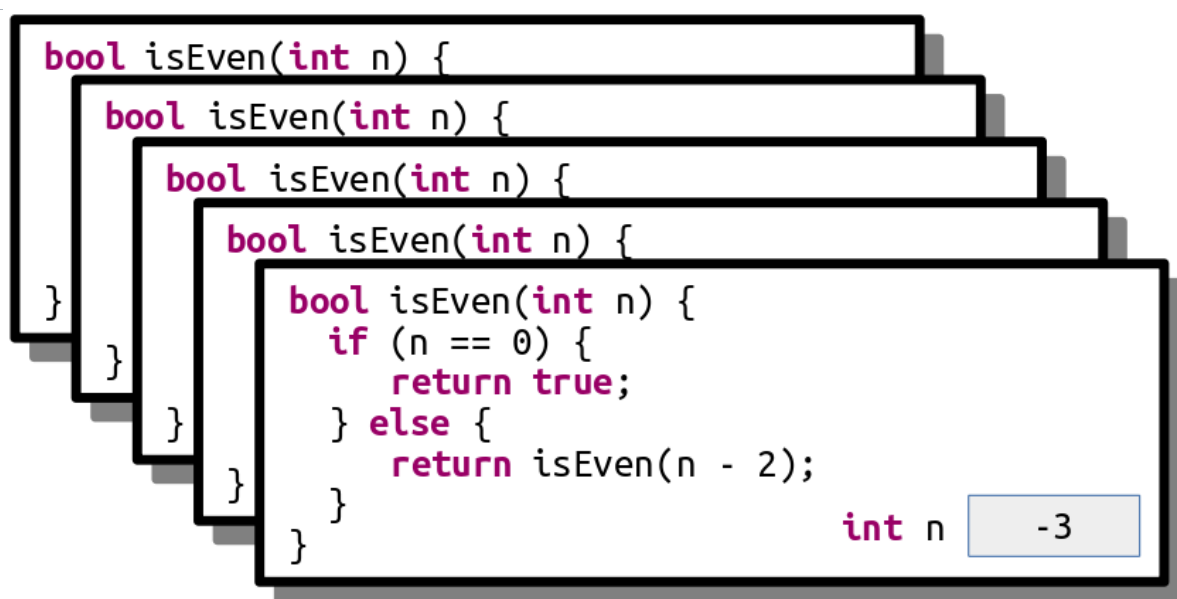 bool isEven(int n) {
bool isEven(int n) {
bool isEven(int n) {
bool isEven(int n) {
bool isEven(int n) {
if (n == 0) {
return true;
} else {
return isEven(n - 2);
}
}
int n -3
}
}
}
}